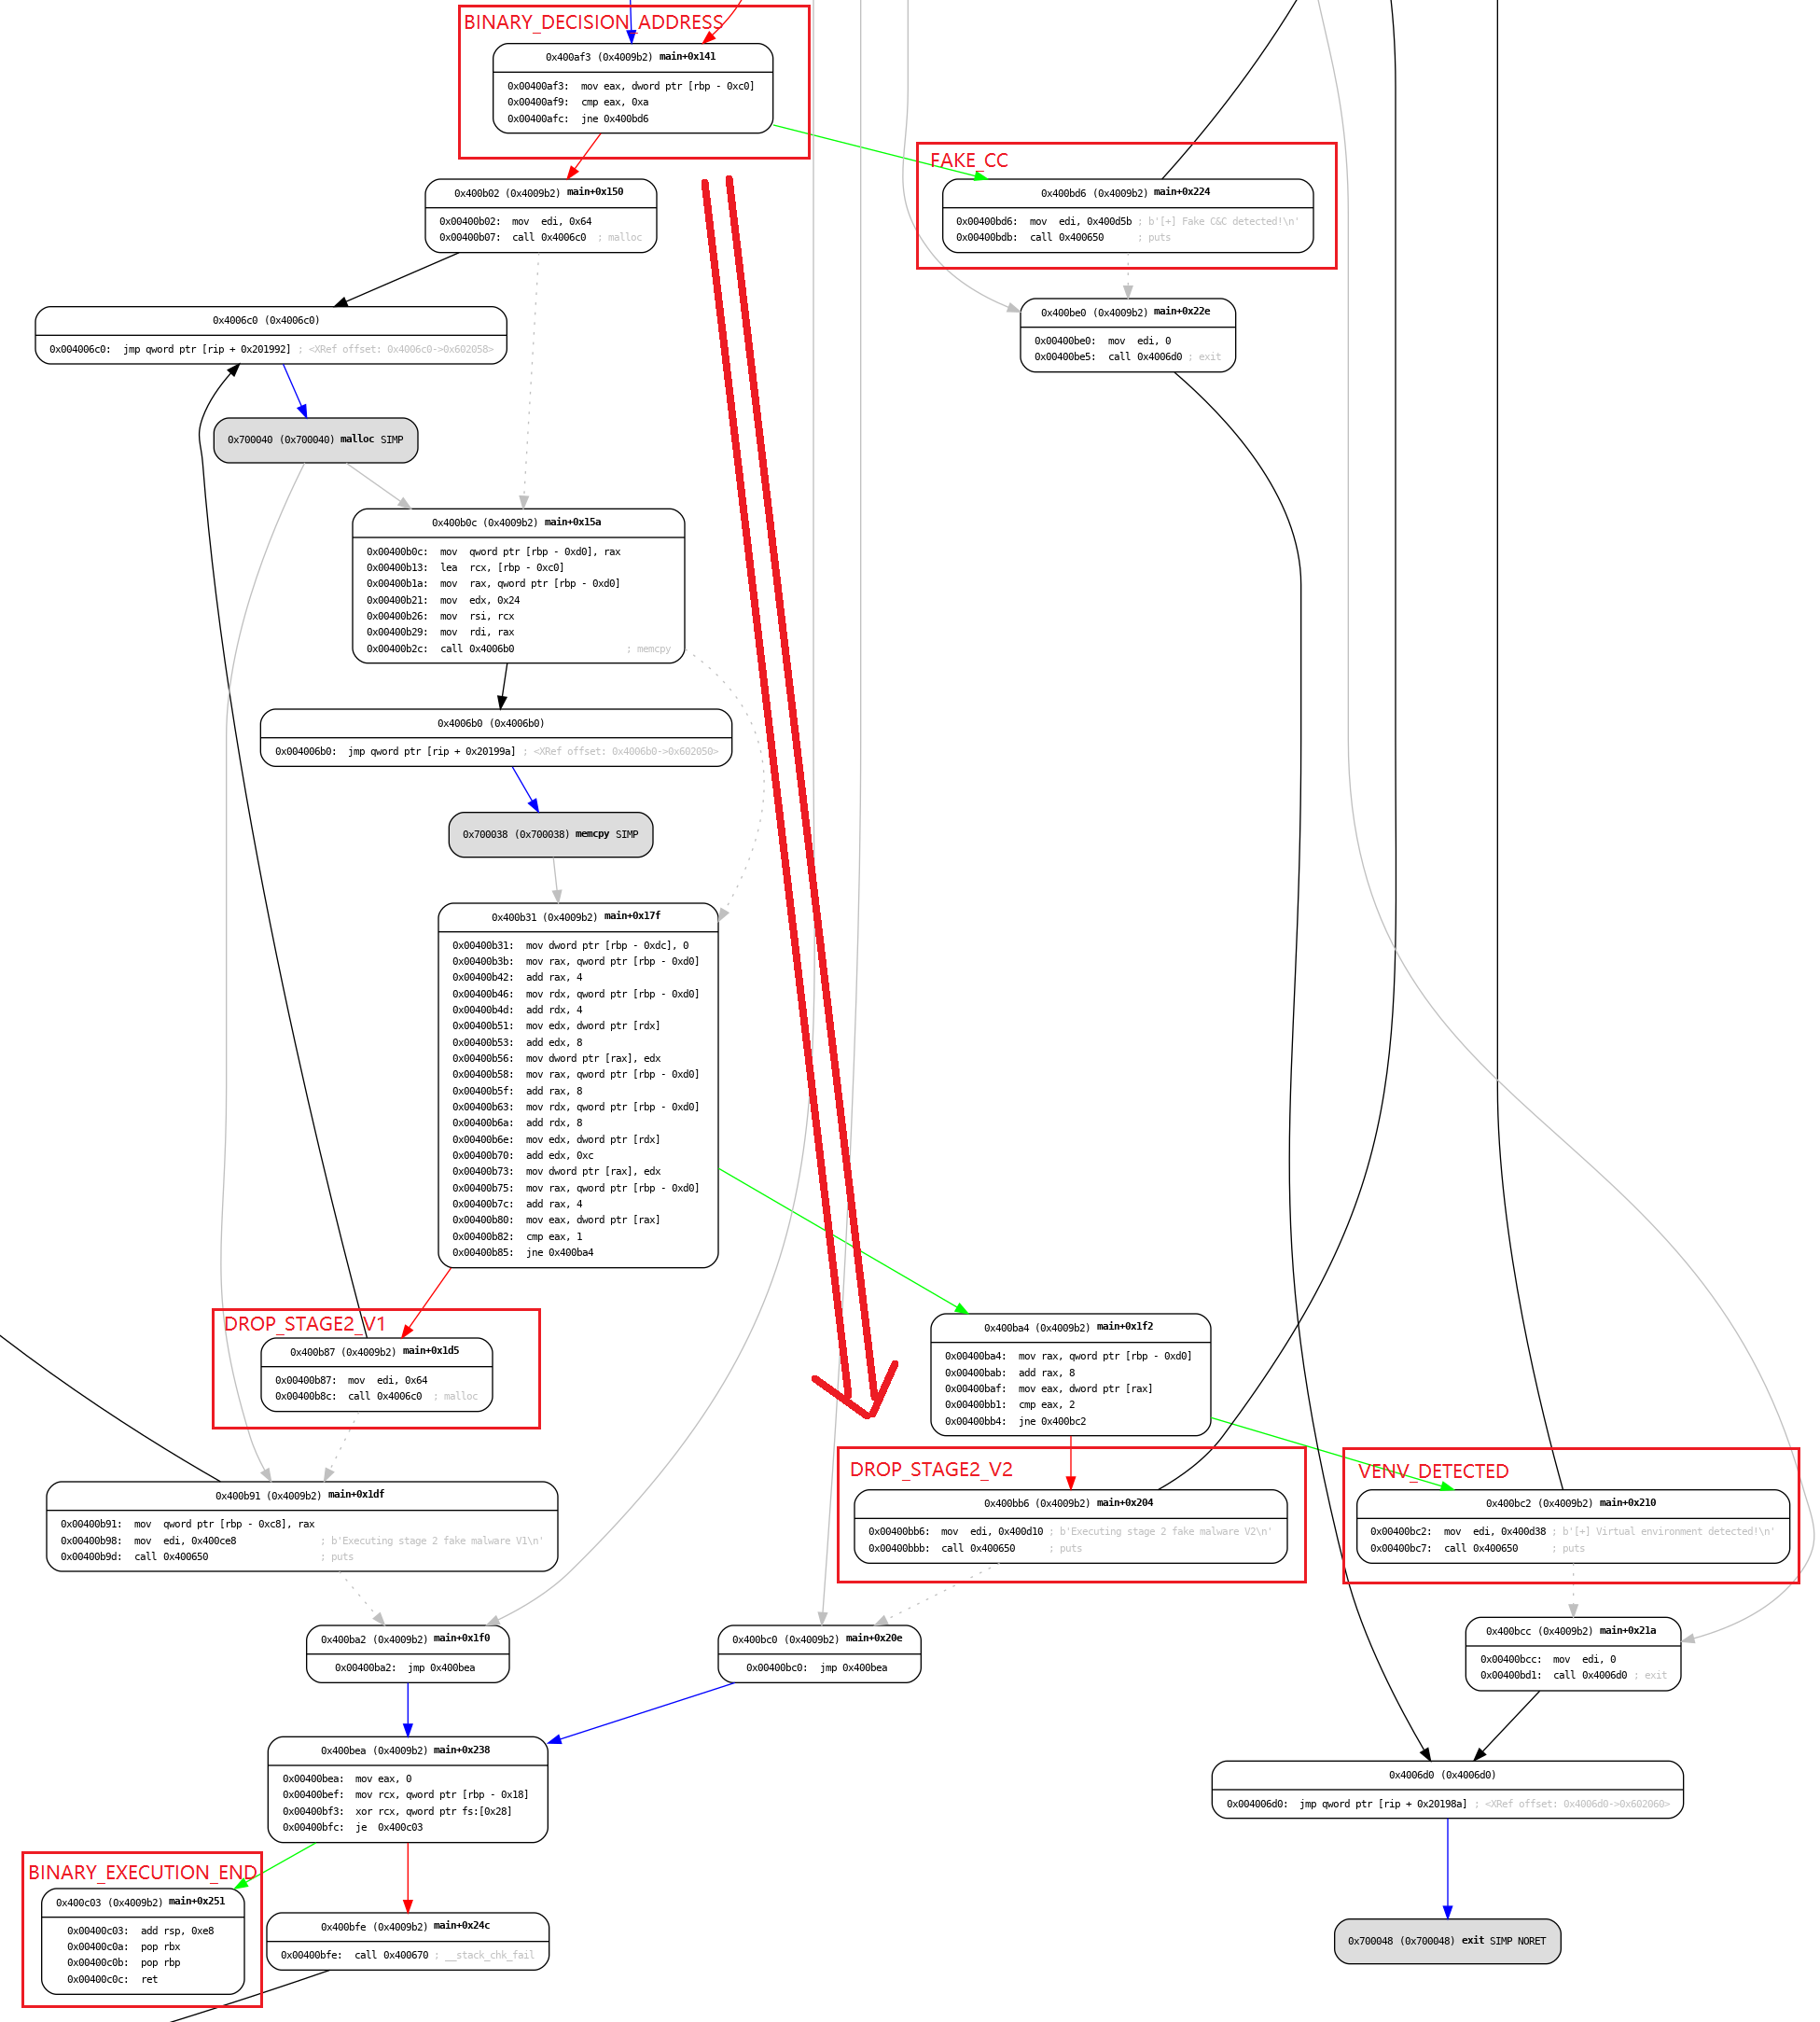 BINARY_DECISION_ADDRESS
0x400af3 (0x4009b2) main+0x141
0x00400af3: mov eax, dword ptr [rbp - 0xc0]
0x00400af9: cmp eax, 0xa
0x00400afc: jne 0x400bd6
FAKE_CC
0x400bd6 (0x4009b2) main+0x224
0x00400bd6: mov edi, 0x400d5b ; b'[+] Fake C&C detected!\n'
0x00400bdb: call 0x400650 ; puts
0x400b02 (0x4009b2) main+0x150
0x00400b02: mov edi, 0x64
0x00400b07: call 0x4006c0 ; malloc
0x400be0 (0x4009b2) main+0x22e
0x00400be0: mov edi, 0
0x00400be5: call 0x4006d0 ; exit
0x4006c0 (0x4006c0)
0x004006c0: jmp qword ptr [rip + 0x201992] ; <XRef offset: 0x4006c0->0x602058>
0x700040 (0x700040) malloc SIMP
0x400b0c (0x4009b2) main+0x15a
0x00400b0c: mov qword ptr [rbp - 0xd0], rax
0x00400b13: lea rcx, [rbp - 0xc0]
0x00400b1a: mov rax, qword ptr [rbp - 0xd0]
0x00400b21: mov edx, 0x24
0x00400b26: mov rsi, rcx
0x00400b29: mov rdi, rax
0x00400b2c: call 0x4006b0 ; memcpy
0x4006b0 (0x4006b0)
0x004006b0: jmp qword ptr [rip + 0x20199a] ; <XRef offset: 0x4006b0->0x602050>
0x700038 (0x700038) memcpy SIMP
0x400b31 (0x4009b2) main+0x17f
0x00400b31: mov dword ptr [rbp - 0xdc], 0
0x00400b3b: mov rax, qword ptr [rbp - 0xd0]
0x00400b42: add rax, 4
0x00400b46: mov rdx, qword ptr [rbp - 0xd0]
0x00400b4d: add rdx, 4
0x00400b51: mov edx, dword ptr [rdx]
0x00400b53: add edx, 8
0x00400b56: mov dword ptr [rax], edx
0x00400b58: mov rax, qword ptr [rbp - 0xd0]
0x00400b5f: add rax, 8
0x00400b63: mov rdx, qword ptr [rbp - 0xd0]
0x00400b6a: add rdx, 8
0x00400b6e: mov edx, dword ptr [rdx]
0x00400b70: add edx, 0xc
0x00400b73: mov dword ptr [rax], edx
0x00400b75: mov rax, qword ptr [rbp - 0xd0]
0x00400b7c: add rax, 4
0x00400b80: mov eax, dword ptr [rax]
0x00400b82: cmp eax, 1
0x00400b85: jne 0x400ba4
DROP_STAGE2_V1
0x400b87 (0x4009b2) main+0x1d5
0x00400b87: mov edi, 0x64
0x00400b8c: call 0x4006c0 ; malloc
0x400ba4 (0x4009b2) main+0x1f2
0x00400ba4: mov rax, qword ptr [rbp - 0xd0]
0x00400bab: add rax, 8
0x00400baf: mov eax, dword ptr [rax]
0x00400bb1: cmp eax, 2
0x00400bb4: jne 0x400bc2
DROP_STAGE2_V2
0x400bb6 (0x4009b2) main+0x204
0x00400bb6: mov edi, 0x400d10 ; b'Executing stage 2 fake malware V2\n'
0x00400bbb: call 0x400650 ; puts
VENV_DETECTED
0x400bc2 (0x4009b2) main+0x210
0x00400bc2: mov edi, 0x400d38 ; b'[+] Virtual environment detected!\n'
0x00400bc7: call 0x400650 ; puts
0x400b91 (0x4009b2) main+0x1df
0x00400b91: mov qword ptr [rbp - 0xc8], rax
0x00400b98: mov edi, 0x400ce8 ; b'Executing stage 2 fake malware V1\n'
0x00400b9d: call 0x400650 ; puts
0x400ba2 (0x4009b2) main+0x1f0
0x00400ba2: jmp 0x400bea
0x400bc0 (0x4009b2) main+0x20e
0x00400bc0: jmp 0x400bea
0x400bcc (0x4009b2) main+0x21a
0x00400bcc: mov edi, 0
0x00400bd1: call 0x4006d0 ; exit
0x400bea (0x4009b2) main+0x238
0x00400bea: mov eax, 0
0x00400bef: mov rcx, qword ptr [rbp - 0x18]
0x00400bf3: xor rcx, qword ptr fs:[0x28]
0x00400bfc: je 0x400c03
0x4006d0 (0x4006d0)
0x004006d0: jmp qword ptr [rip + 0x20198a] ; <XRef offset: 0x4006d0->0x602060>
BINARY_EXECUTION_END
0x400c03 (0x4009b2) main+0x251
0x00400c03: add rsp, 0xe8
0x00400c0a: pop rbx
0x00400c0b: pop rbp
0x00400c0c: ret
0x400bfe (0x4009b2) main+0x24c
0x00400bfe: call 0x400670 ; __stack_chk_fail
0x700048 (0x700048) exit SIMP NORET